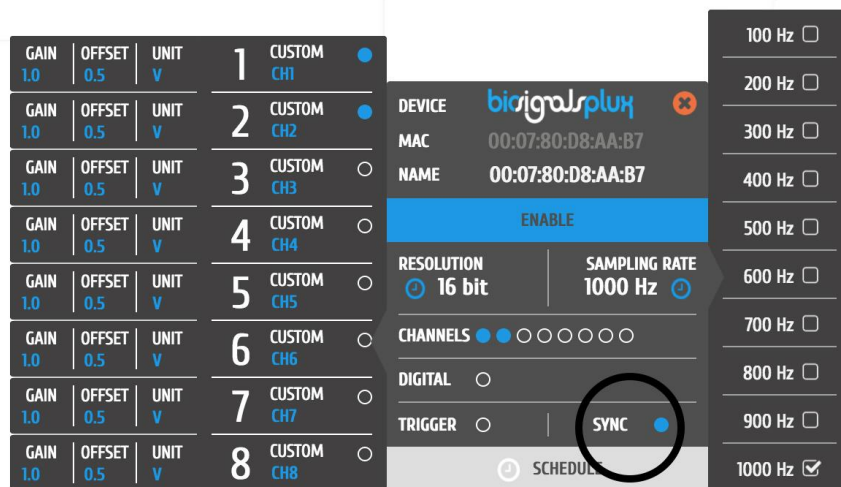 GAIN OFFSET UNIT 1 CUSTOM
1.0 0.5 V CH1
GAIN OFFSET UNIT 2 CUSTOM
1.0 0.5 V CH2
GAIN OFFSET UNIT 3 CUSTOM
1.0 0.5 V CH3
GAIN OFFSET UNIT 4 CUSTOM
1.0 0.5 V CH4
GAIN OFFSET UNIT 5 CUSTOM
1.0 0.5 V CH5
GAIN OFFSET UNIT 6 CUSTOM
1.0 0.5 V CH6
GAIN OFFSET UNIT 7 CUSTOM
1.0 0.5 V CH7
GAIN OFFSET UNIT 8 CUSTOM
1.0 0.5 V CH8
DEVICE biosignalsplux
MAC 00:07:80:D8:AA:B7
NAME 00:07:80:D8:AA:B7
ENABLE
RESOLUTION SAMPLING RATE
16 bit 1000 Hz
CHANNELS
DIGITAL
TRIGGER SYNC
SCHEDULE
100 Hz
200 Hz
300 Hz
400 Hz
500 Hz
600 Hz
700 Hz
800 Hz
900 Hz
1000 Hz